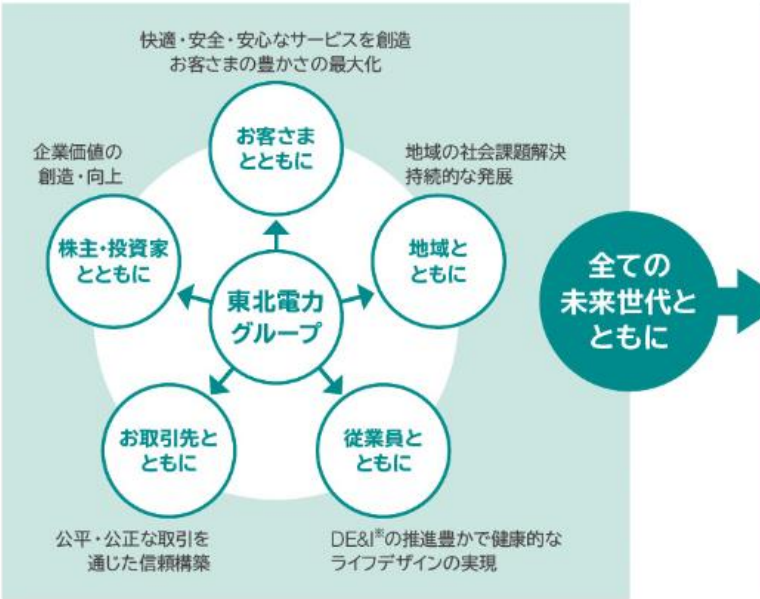 快適・安全・安心なサービスを創造
お客さまの豊かさの最大化
お客さま
とともに
企業価値の
創造・向上
株主・投資家
とともに
地域の社会課題解決
持続的な発展
地域と
ともに
東北電力
グループ
全ての
未来世代と
ともに
お取引先と
ともに
公平・公正な取引を
通じた信頼構築
従業員と
ともに
DE&I※の推進豊かで健康的な
ライフデザインの実現